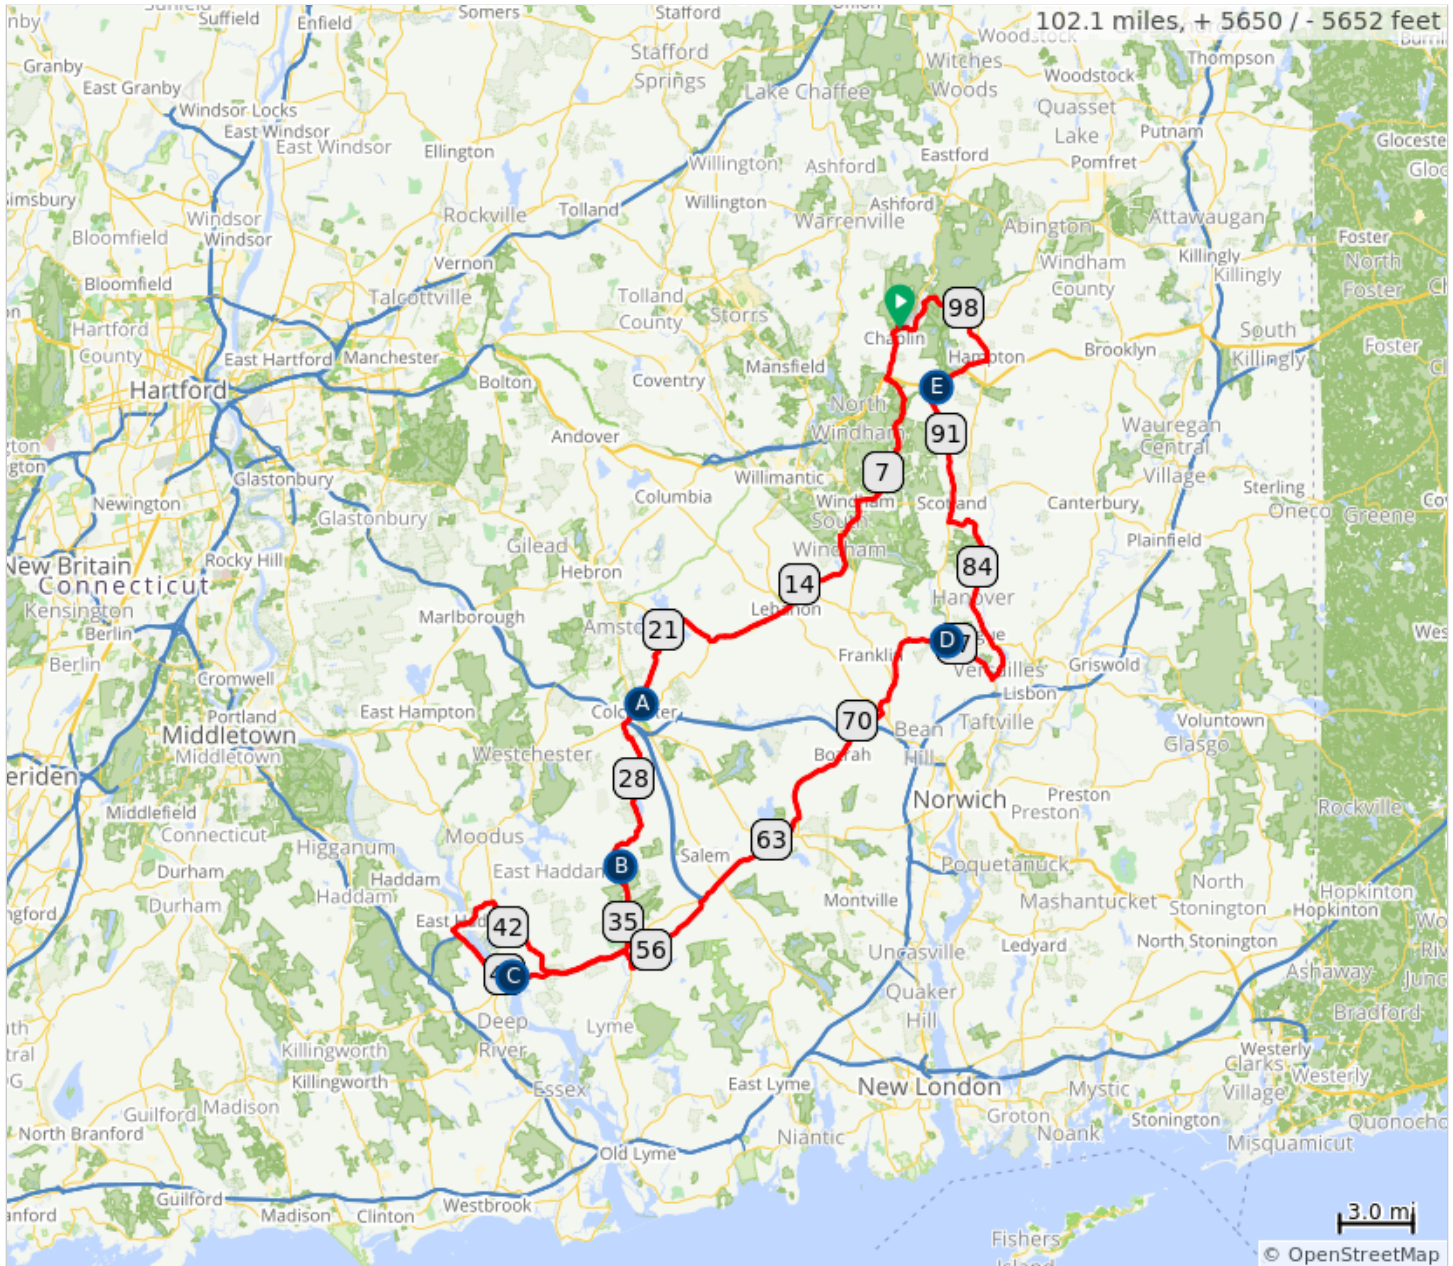 102.1 miles, + 5650 / - 5652 feet
Somers
Stafford
Enfield
Suffield
Granby
Stafford
Springs
Woodstock
Witches
Woods
Thompson
East Granby
Windsor Locks
Lake Chaffee
Woodstock
Quasset
Lake
East Windsor
East Windsor
Ellington
Willington
Ashford
Eastford
Putnam
Pomfret
Windsor
Windsor
Rockville
Tolland
Willington
Ashford
Warrenville
Abington
Attawaugan
Bloomfield
Bloomfield
Vernon
Talcottville
Tolland
County
Storrs
Windham
County
Killingly
Killingly
Foster
North
Foster
98
Chaplin
Hartford
County
East Hartford
Manchester
Hampton
Brooklyn
South
Killingly
Foster
Hartford
Bolton
Coventry
Mansfield
E
North
Windham
91
Andover
Wauregan
Central
Village
7
Glastonbury
Glastonbury
Newington
Columbia
Willimantic
Windham
South
Windham
Scotland
Canterbury
Sterling
Oneco
Greene
Plainfield
Gilead
Hebron
Rocky Hill
New Britain
Connecticut
Kensington
Berlin
Berlin
Marlborough
14
Lebanon
84
Hanover
21
D
Franklin
Versailles
Griswold
Lisbon
Cromwell
Portland
Middletown
Middletown
East Hampton
A
Westchester
70
Bean
Hill
Taftville
Voluntown
Glasgo
28
Norwich
Preston
Preston
Rockville
Middlefield
Connecticut
Higganum
Moodus
63
Salem
Durham
Durham
Haddam
Haddam
B
Poquetanuck
North
Stonington
Hopkinton
Hopkinton
Montville
Mashantucket
42
35
56
Ledyard
North Stonington
Uncasville
Ashaway
C
Quaker
Hill
Bradford
Deep
River
Lyme
Killingworth
Killingworth
Westerly
Clarks
Village
Westerly
East Lyme
New London
Mystic
Essex
Guilford
Madison
Groton
Noank
Stonington
Misquamicut
North Branford
Niantic
Old Lyme
Guilford
Madison
Clinton
Westbrook
3.0 mi
Fishers
Island
© OpenStreetMap